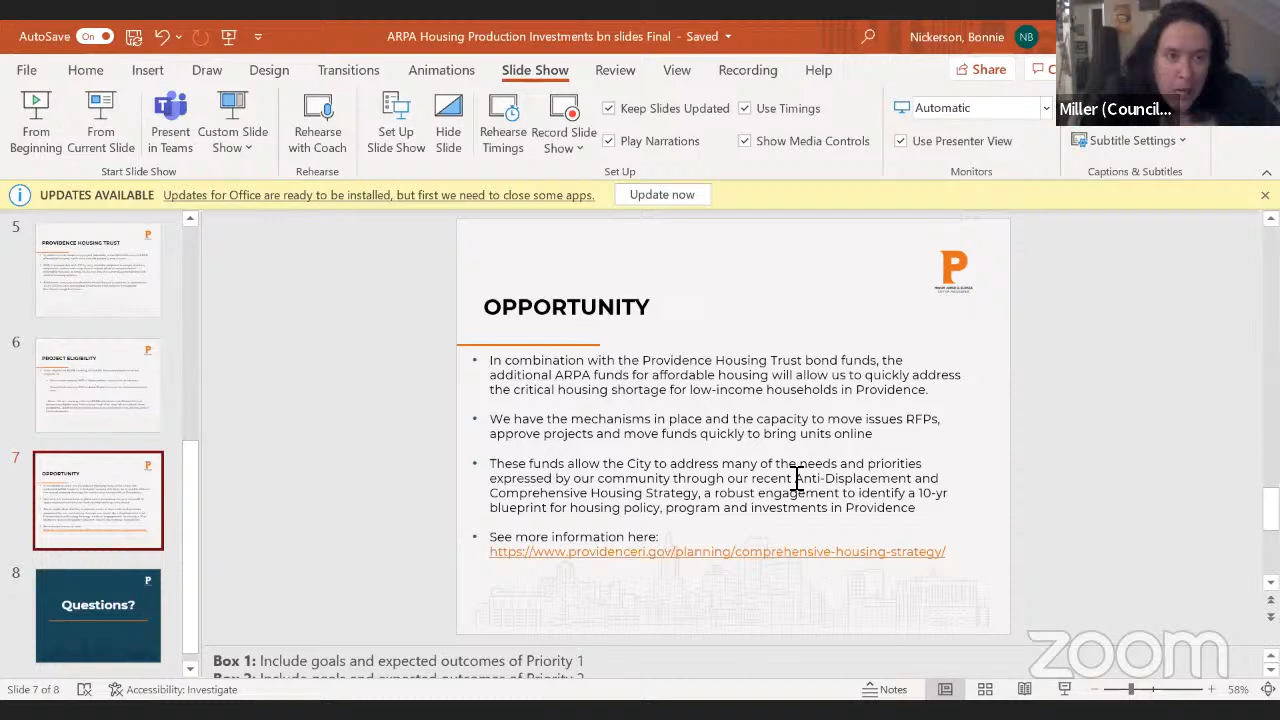 AutoSave On
ARPA Housing Production Investments bn slides Final - Saved
Nickerson, Bonnie NB
File Home Insert Draw Design Transitions Animations Slide Show Review View Recording Help
Share
Miller (Council...
From Beginning
From Current Slide
Present in Teams
Custom Slide Show
Rehearse with Coach
Set Up Slide Show
Hide Slide
Rehearse Timings
Record Slide Show
Keep Slides Updated
Use Timings
Play Narrations
Show Media Controls
Automatic
Use Presenter View
Subtitle Settings
Start Slide Show
Rehearse
Set Up
Monitors
Captions & Subtitles
UPDATES AVAILABLE Updates for Office are ready to be installed, but first we need to close some apps. Update now
5
PROVIDENCE HOUSING TRUST
6
PROJECT ELIGIBILITY
7
OPPORTUNITY
8
Questions?
P
OPPORTUNITY
• In combination with the Providence Housing Trust bond funds, the
additional ARPA funds for affordable housing will allow us to quickly address
the critical housing shortage for low-income households in Providence.
• We have the mechanisms in place and the capacity to move issues RFPs,
approve projects and move funds quickly to bring units online
• These funds allow the City to address many of the needs and priorities
expressed by our community through our Anti Displacement and
Comprehensive Housing Strategy, a robust engagement to identify a 10-yr
blueprint for housing policy, program and investment in Providence.
• See more information here:
https://www.providenceri.gov/planning/comprehensive-housing-strategy/
Box 1: Include goals and expected outcomes of Priority 1
zoom
Slide 7 of 8
Accessibility: Investigate
Notes
58%